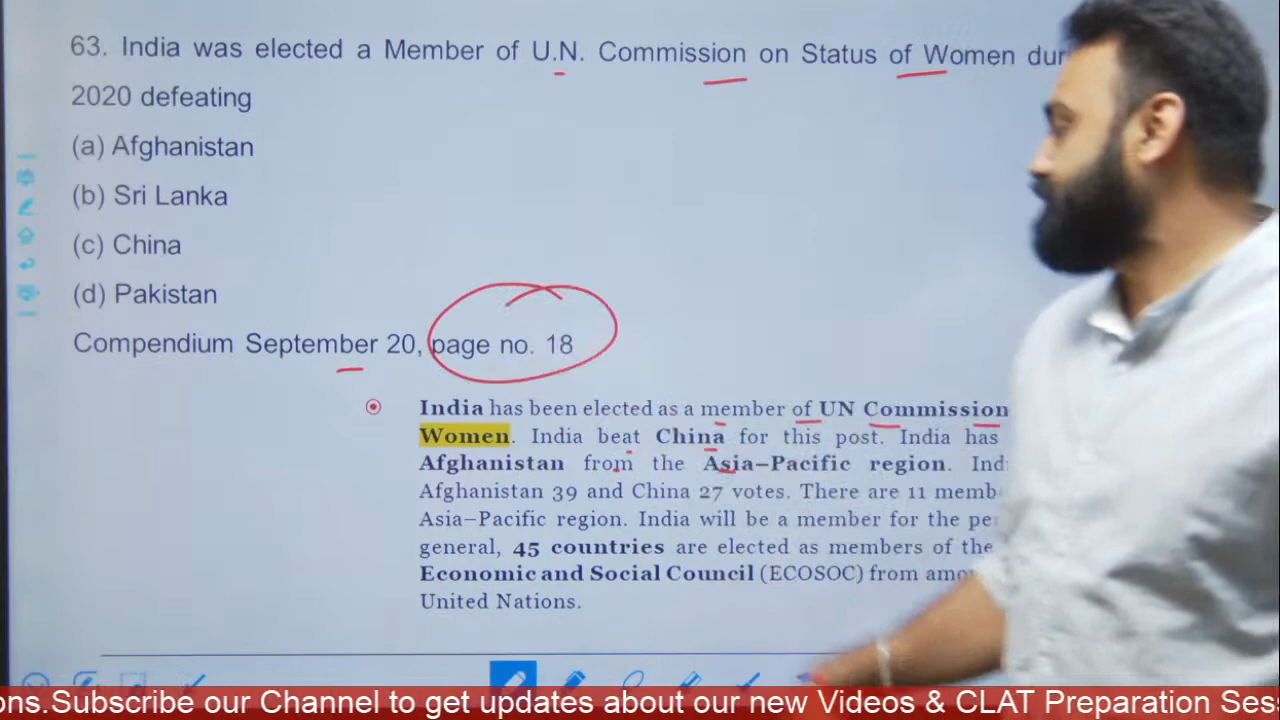 63. India was elected a Member of U.N. Commission on Status of Women
2020 defeating
(a) Afghanistan
(b) Sri Lanka
(c) China
(d) Pakistan
Compendium September 20, page no. 18
India has been elected as a member of UN Commission
Women. India beat China for this post. India has
Afghanistan from the Asia–Pacific region.
Afghanistan 39 and China 27 votes. There are 11
Asia–Pacific region. India will be a member for the
general, 45 countries are elected as members of the
Economic and Social Council (ECOSOC) from
United Nations.
ons.Subscribe our Channel to get updates about our new Videos & CLAT Preparation Ses